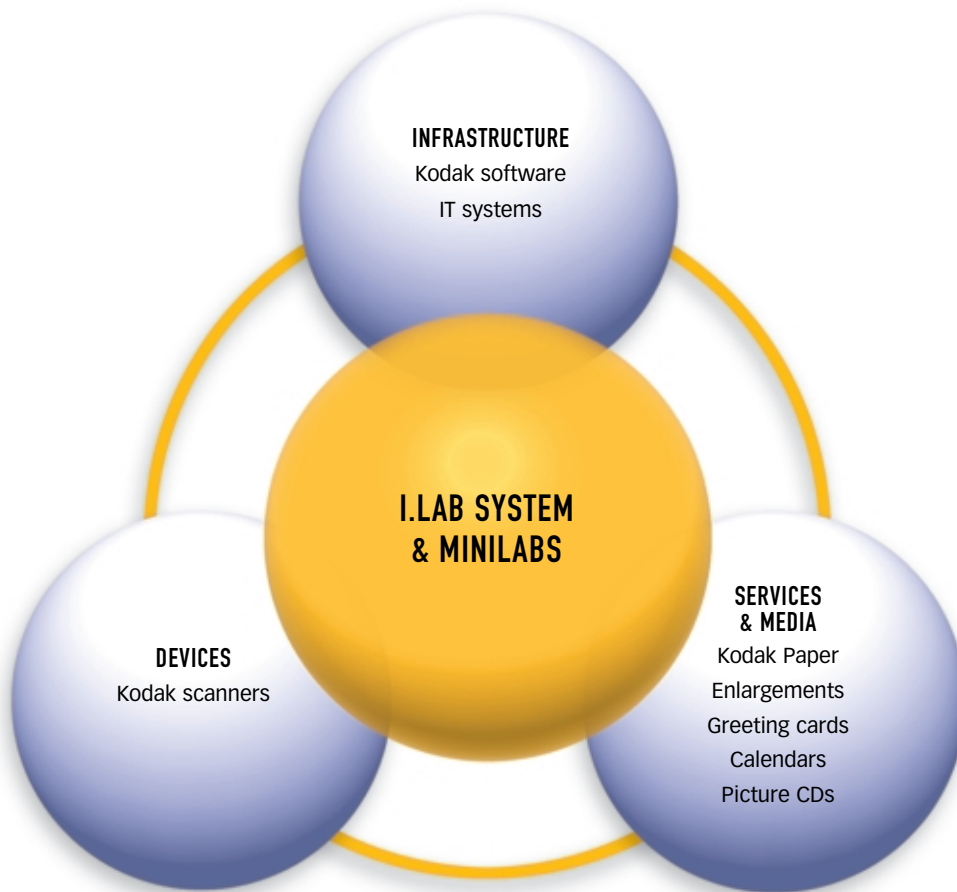 INFRASTRUCTURE
Kodak software
IT systems
I.LAB SYSTEM
& MINILABS
DEVICES
Kodak scanners
SERVICES
& MEDIA
Kodak Paper
Enlargements
Greeting cards
Calendars
Picture CDs